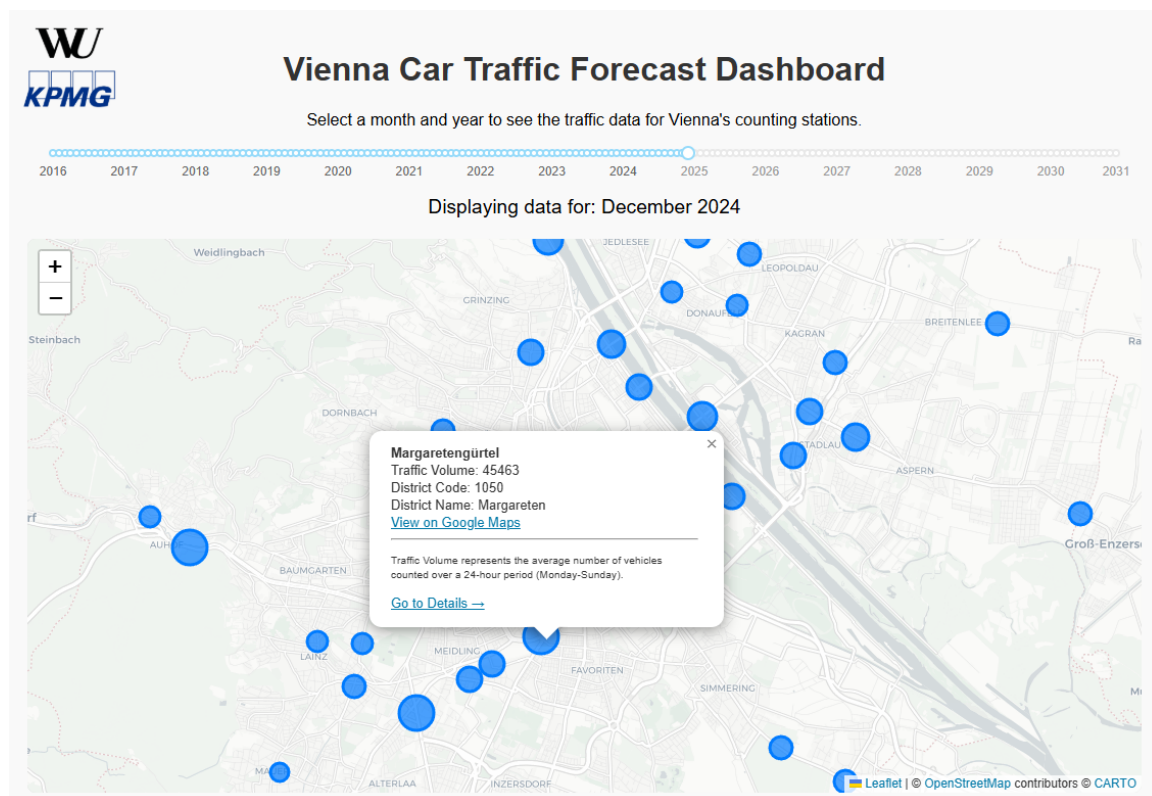 WU
KPMG
Vienna Car Traffic Forecast Dashboard
Select a month and year to see the traffic data for Vienna's counting stations.
2016 2017 2018 2019 2020 2021 2022 2023 2024 2025 2026 2027 2028 2029 2030 2031
Displaying data for: December 2024
+
−
JEDLESEE
Weidlingbach
LEOPOLDAU
GRINZING
DONAUF
BREITENLEE
KAGRAN
Steinbach
Ra
DORNBACH
STADLAU
ASPERN
Margaretengürtel
×
Traffic Volume: 45463
District Code: 1050
District Name: Margareten
View on Google Maps
Traffic Volume represents the average number of vehicles
counted over a 24-hour period (Monday-Sunday).
Go to Details →
rf
AUH
Groß-Enzers
BAUMGARTEN
LAINZ
MEIDLING
FAVORITEN
SIMMERING
MA
ALTERLAA
INZERSDORF
Leaflet | © OpenStreetMap contributors © CARTO